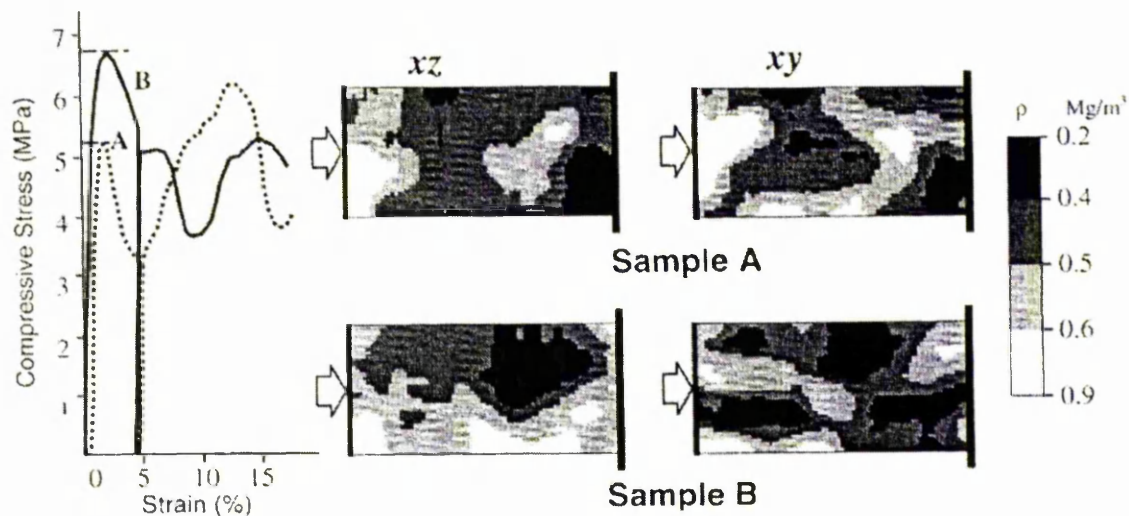 7
6
5
4
3
2
1
Compressive Stress (MPa)
B
A
0 5 10 15
Strain (%)
xz
xy
Sample A
Sample B
ρ Mg/m³
0.2
0.4
0.5
0.6
0.9